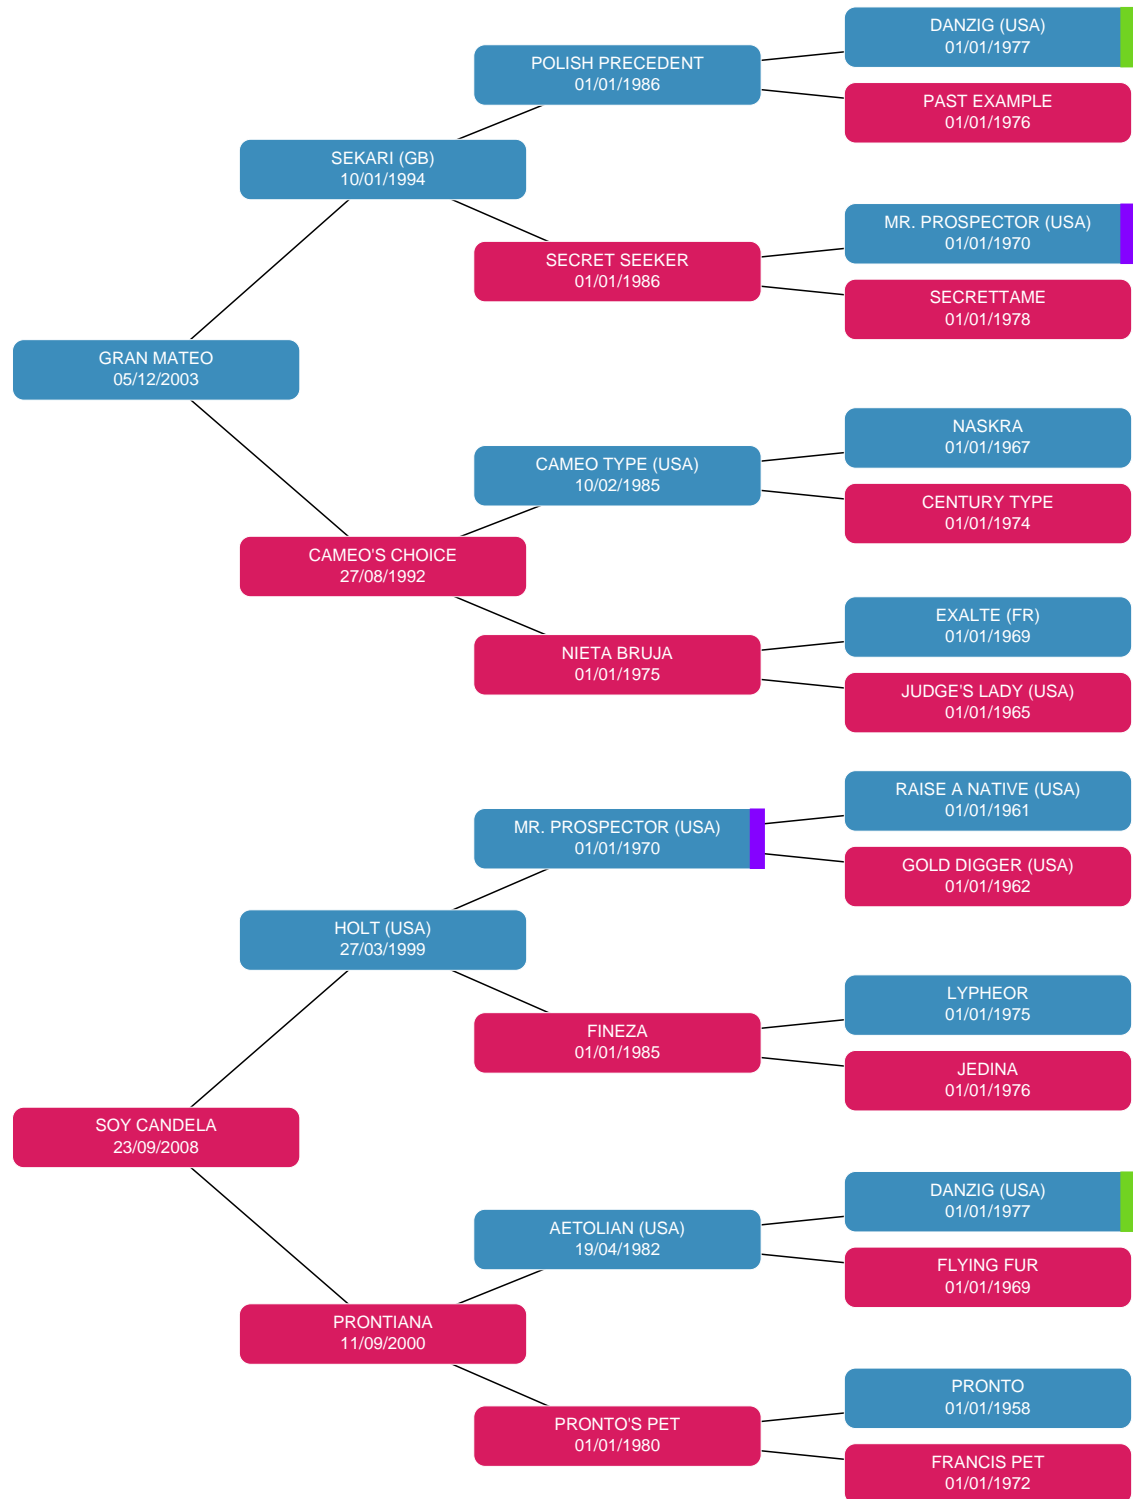 DANZIG (USA)
01/01/1977
POLISH PRECEDENT
01/01/1986
PAST EXAMPLE
01/01/1976
SEKARI (GB)
10/01/1994
MR. PROSPECTOR (USA)
01/01/1970
SECRET SEEKER
01/01/1986
SECRETTAME
01/01/1978
GRAN MATEO
05/12/2003
NASKRA
01/01/1967
CAMEO TYPE (USA)
10/02/1985
CENTURY TYPE
01/01/1974
CAMEO'S CHOICE
27/08/1992
EXALTE (FR)
01/01/1969
NIETA BRUJA
01/01/1975
JUDGE'S LADY (USA)
01/01/1965
RAISE A NATIVE (USA)
01/01/1961
MR. PROSPECTOR (USA)
01/01/1970
GOLD DIGGER (USA)
01/01/1962
HOLT (USA)
27/03/1999
LYPHEOR
01/01/1975
FINEZA
01/01/1985
JEDINA
01/01/1976
SOY CANDELA
23/09/2008
DANZIG (USA)
01/01/1977
AETOLIAN (USA)
19/04/1982
FLYING FUR
01/01/1969
PRONTIANA
11/09/2000
PRONTO
01/01/1958
PRONTO'S PET
01/01/1980
FRANCIS PET
01/01/1972